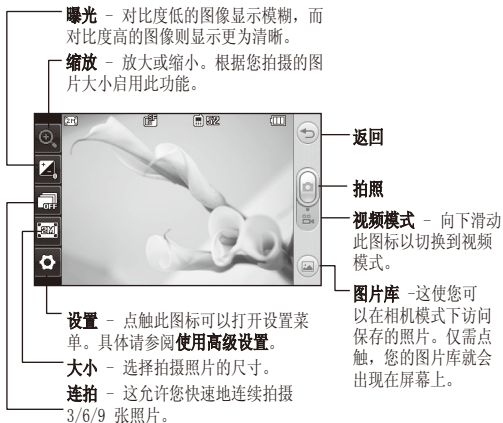 曝光 - 对比度低的图像显示模糊，而
对比度高的图像则显示更为清晰。
缩放 - 放大或缩小。根据您拍摄的图
片大小启用此功能。
返回
拍照
视频模式 - 向下滑动
此图标以切换到视频
模式。
图片库 -这使您可
以在相机模式下访问
保存的照片。仅需点
触，您的图片库就会
出现在屏幕上。
设置 - 点触此图标可以打开设置菜
单。具体请参阅使用高级设置。
大小 - 选择拍摄照片的尺寸。
连拍 - 这允许您快速地连续拍摄
3/6/9 张照片。
2M
OFF
2M